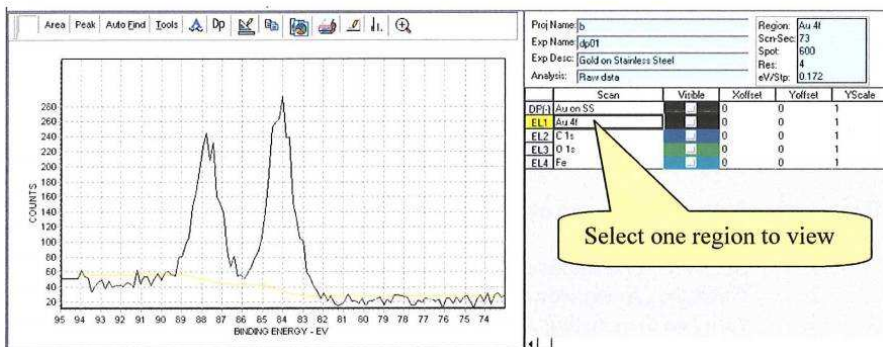 Area Peak Auto Find Tools A Dp
COUNTS
280
260
240
220
200
180
160
140
120
100
80
60
40
20
95 94 93 92 91 90 89 88 87 86 85 84 83 82 81 80 79 78 77 76 75 74
BINDING ENERGY - EV
Proj Name: b
Exp Name: dp01
Exp Desc: Gold on Stainless Steel
Analysis: Raw data
Region: Au 4f
Scn-Sec: 73
Spot: 600
Res: 4
eV/Stp: 0.172
Scan Visible Xoffset Yoffset YScale
DP(-) Au on SS 0 0 1
EL1 Au 4f 0 0 1
EL2 C 1s 0 0 1
EL3 O 1s 0 0 1
EL4 Fe 0 0 1
Select one region to view